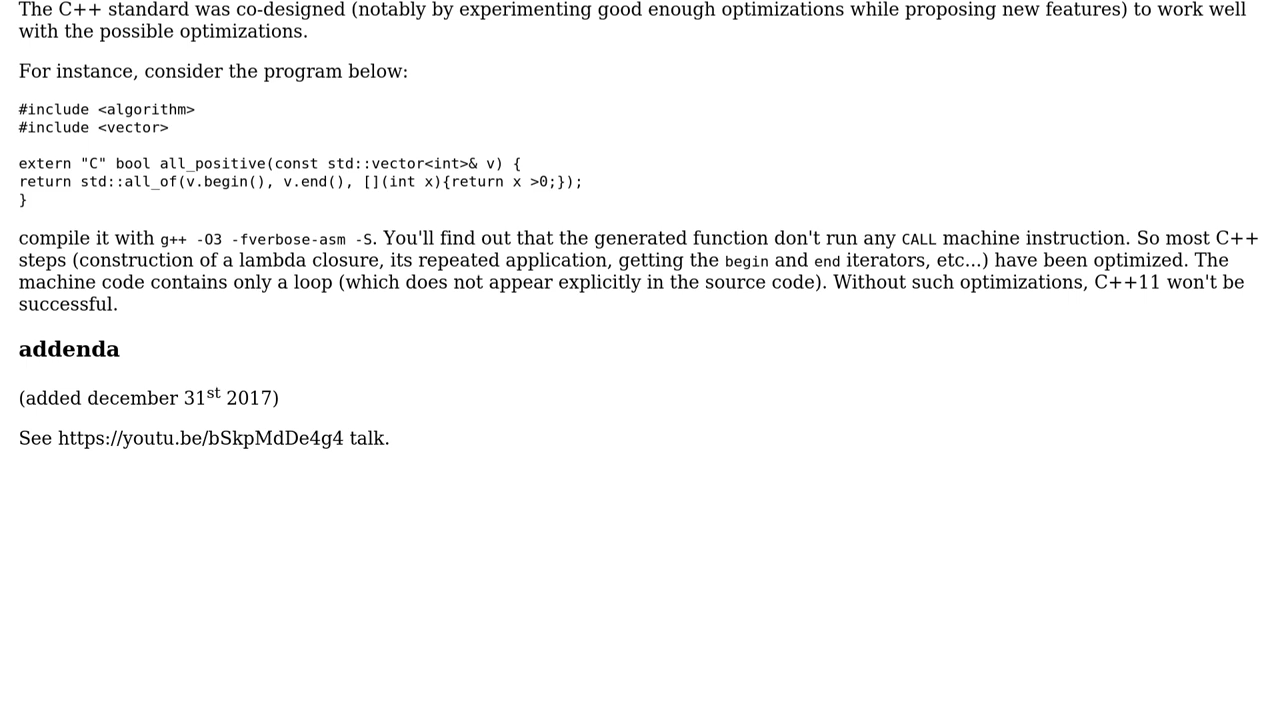 The C++ standard was co-designed (notably by experimenting good enough optimizations while proposing new features) to work well
with the possible optimizations.
For instance, consider the program below:
#include <algorithm>
#include <vector>
extern "C" bool all_positive(const std::vector<int>& v) {
return std::all_of(v.begin(), v.end(), [](int x){return x >0;});
}
compile it with g++ -O3 -fverbose-asm -S. You'll find out that the generated function don't run any CALL machine instruction. So most C++
steps (construction of a lambda closure, its repeated application, getting the begin and end iterators, etc...) have been optimized. The
machine code contains only a loop (which does not appear explicitly in the source code). Without such optimizations, C++11 won't be
successful.
addenda
(added december 31st 2017)
See https://youtu.be/bSkpMdDe4g4 talk.